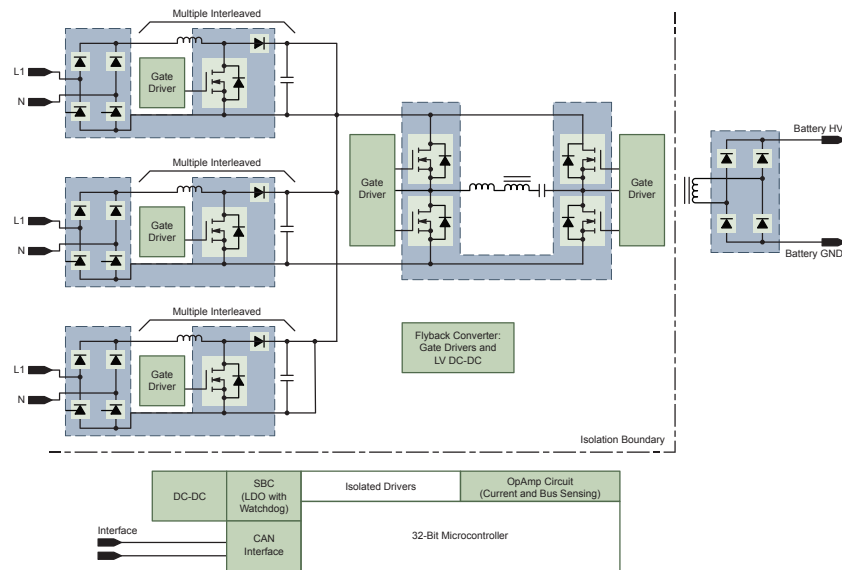 Multiple Interleaved
L1
N
Gate
Driver
Multiple Interleaved
L1
N
Gate
Driver
Multiple Interleaved
L1
N
Gate
Driver
Gate
Driver
Gate
Driver
Flyback Converter:
Gate Drivers and
LV DC-DC
Battery HV
Battery GND
Isolation Boundary
DC-DC
SBC
(LDO with
Watchdog)
Isolated Drivers
OpAmp Circuit
(Current and Bus Sensing)
Interface
CAN
Interface
32-Bit Microcontroller